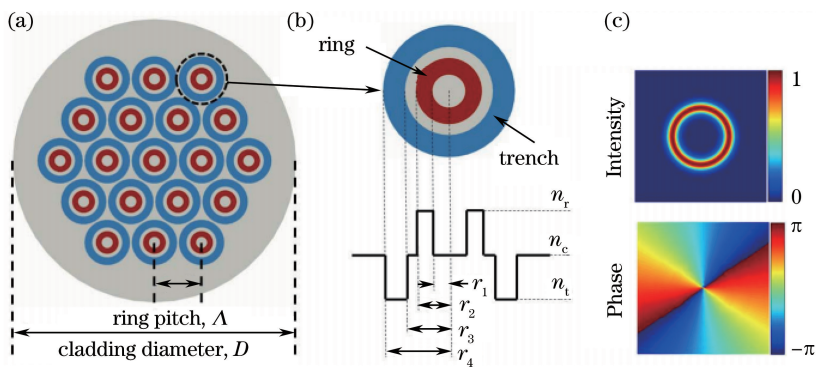 (a)
ring pitch, Λ
cladding diameter, D
(b)
ring
trench
n_r
n_c
n_t
r_1
r_2
r_3
r_4
(c)
Intensity
1
0
Phase
π
−π